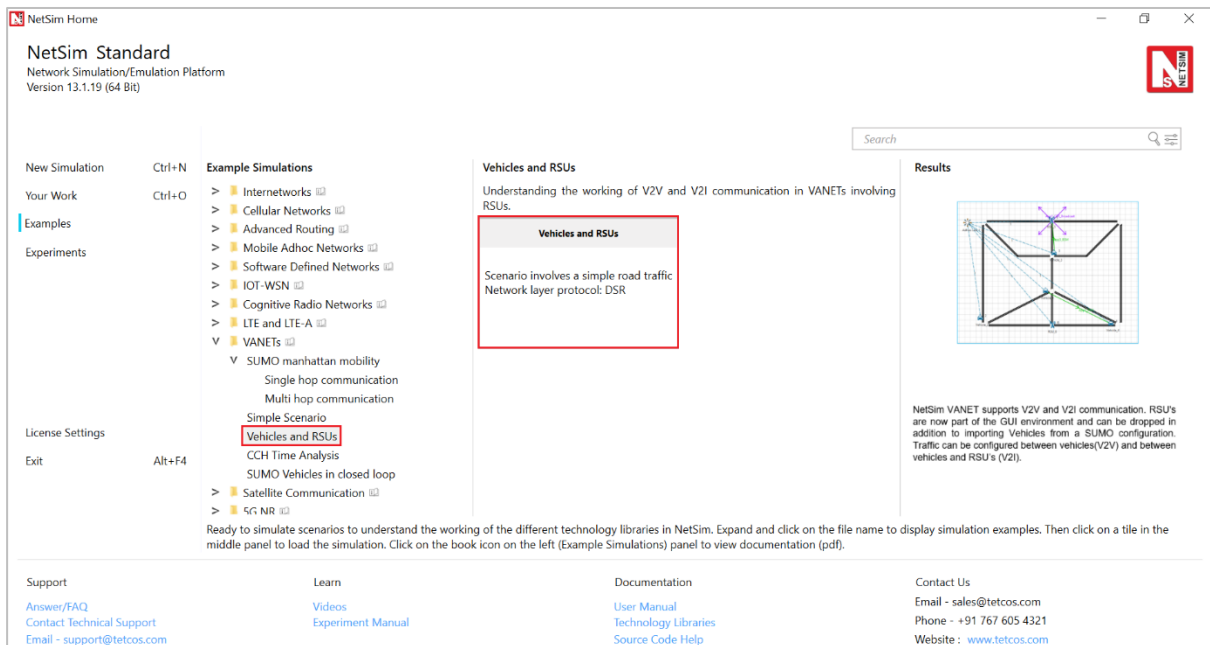 NetSim Home
NetSim Standard
Network Simulation/Emulation Platform
Version 13.1.19 (64 Bit)
NETSIM
Search
New Simulation Ctrl+N
Your Work Ctrl+O
Examples
Experiments
License Settings
Exit Alt+F4
Example Simulations
> Internetworks
> Cellular Networks
> Advanced Routing
> Mobile Adhoc Networks
> Software Defined Networks
> IOT-WSN
> Cognitive Radio Networks
> LTE and LTE-A
V VANETs
V SUMO manhattan mobility
Single hop communication
Multi hop communication
Simple Scenario
Vehicles and RSUs
CCH Time Analysis
SUMO Vehicles in closed loop
> Satellite Communication
> 5G NR
Vehicles and RSUs
Understanding the working of V2V and V2I communication in VANETs involving
RSUs.
Vehicles and RSUs
Scenario involves a simple road traffic
Network layer protocol: DSR
Results
NetSim VANET supports V2V and V2I communication. RSU's
are now part of the GUI environment and can be dropped in
addition to importing Vehicles from a SUMO configuration.
Traffic can be configured between vehicles(V2V) and between
vehicles and RSU's (V2I).
Ready to simulate scenarios to understand the working of the different technology libraries in NetSim. Expand and click on the file name to display simulation examples. Then click on a tile in the
middle panel to load the simulation. Click on the book icon on the left (Example Simulations) panel to view documentation (pdf).
Support
Answer/FAQ
Contact Technical Support
Email - support@tetcos.com
Learn
Videos
Experiment Manual
Documentation
User Manual
Technology Libraries
Source Code Help
Contact Us
Email - sales@tetcos.com
Phone - +91 767 605 4321
Website : www.tetcos.com